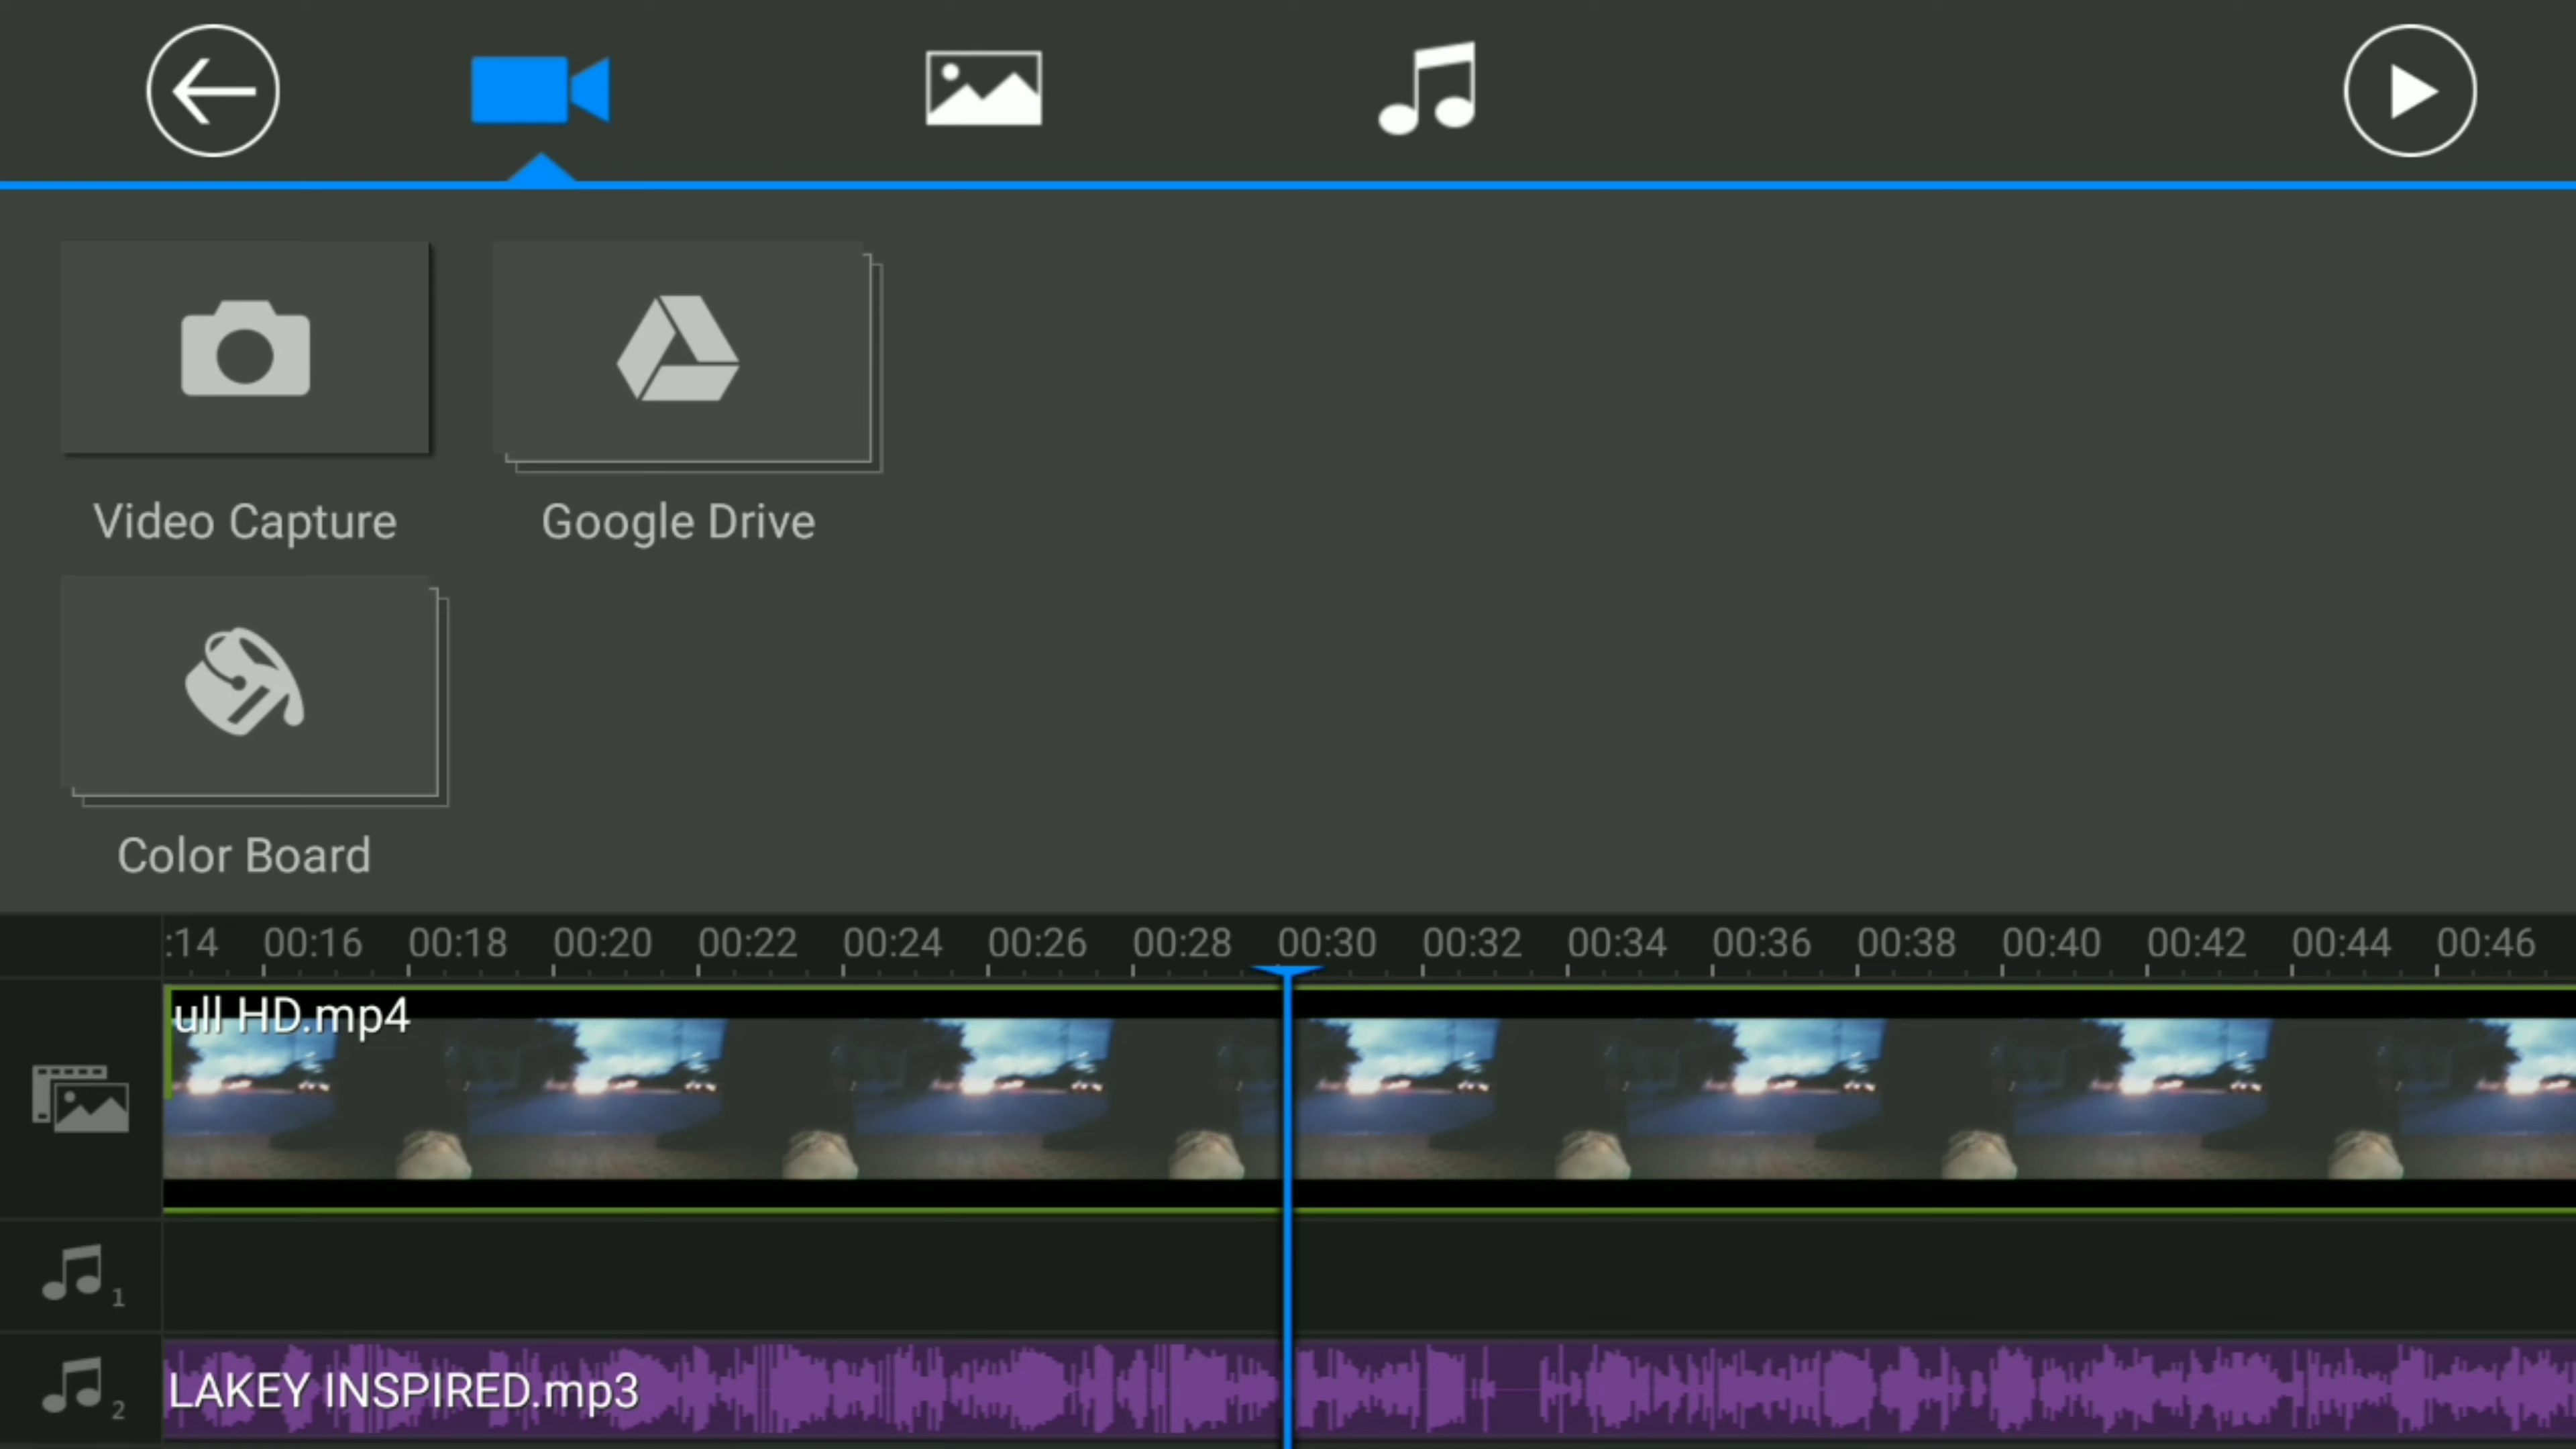 Video Capture
Google Drive
Color Board
:14 00:16 00:18 00:20 00:22 00:24 00:26 00:28 00:30 00:32 00:34 00:36 00:38 00:40 00:42 00:44 00:46
ull HD.mp4
1
2
LAKEY INSPIRED.mp3